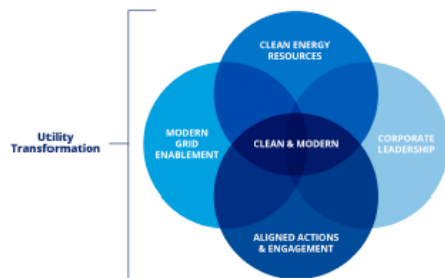 CLEAN ENERGY
RESOURCES
Utility
Transformation
MODERN
GRID
ENABLEMENT
CLEAN & MODERN
CORPORATE
LEADERSHIP
ALIGNED ACTIONS
& ENGAGEMENT